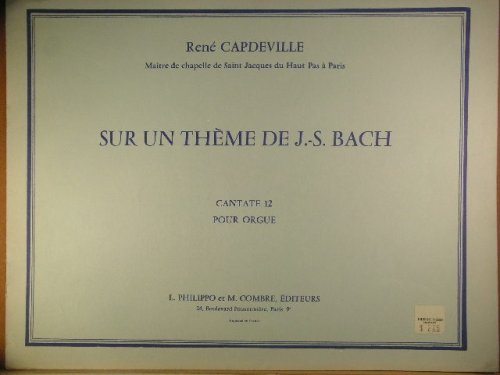 René CAPDEVILLE
Maître de chapelle de Saint Jacques du Haut Pas à Paris
SUR UN THÈME DE J.-S. BACH
CANTATE 12
POUR ORGUE
L. PHILIPPO et M. COMBRE, ÉDITEURS
24, Boulevard Poissonnière, Paris 9e